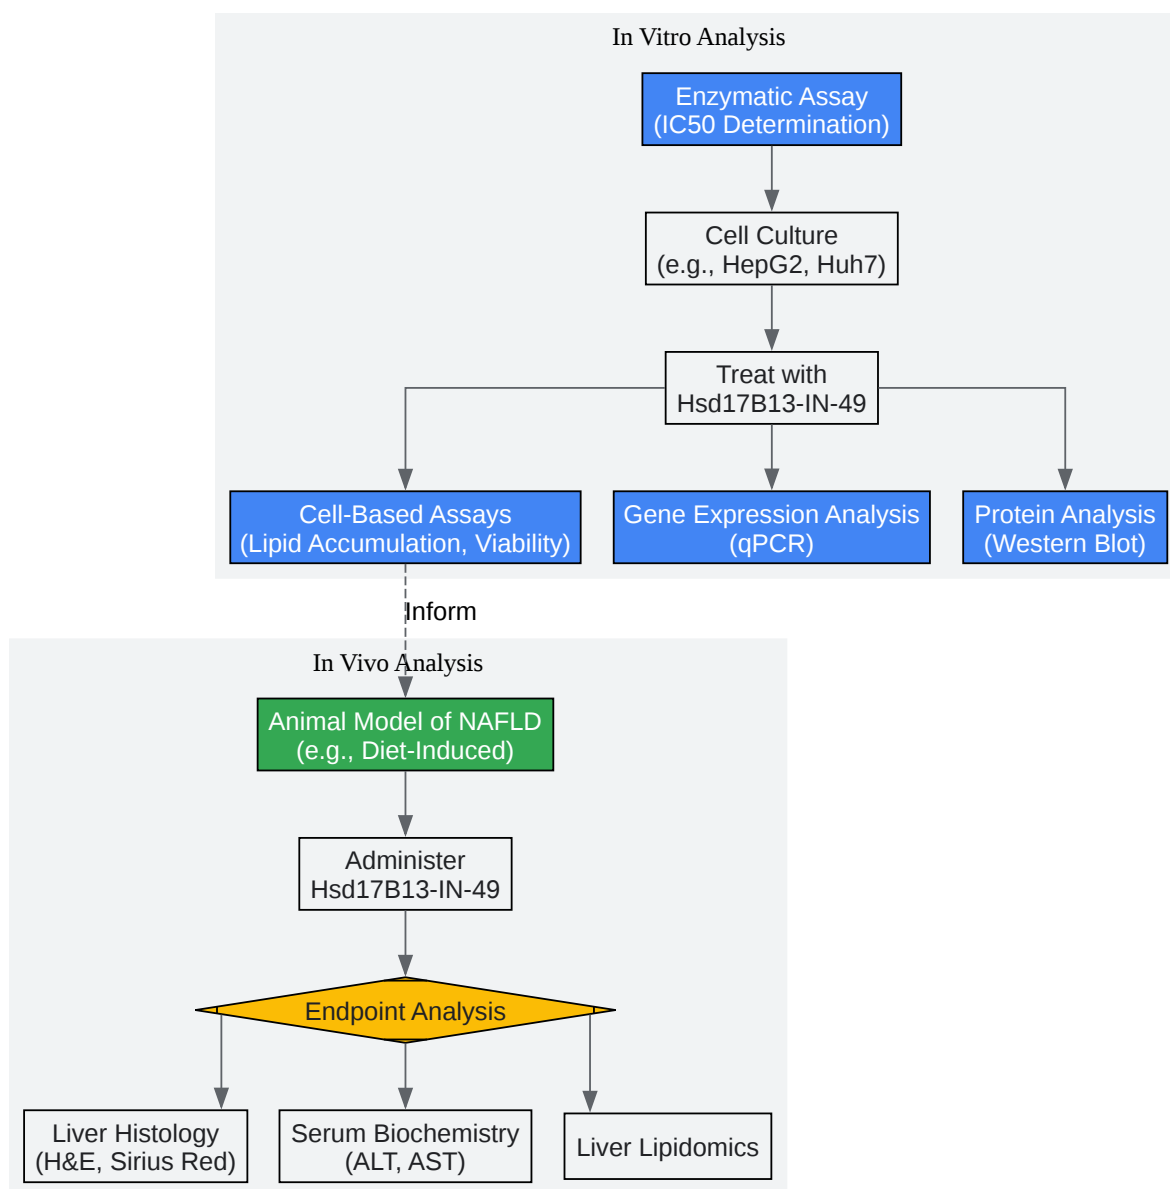 In Vitro Analysis
Enzymatic Assay
(IC50 Determination)
Cell Culture
(e.g., HepG2, Huh7)
Treat with
Hsd17B13-IN-49
Cell-Based Assays
(Lipid Accumulation, Viability)
Gene Expression Analysis
(qPCR)
Protein Analysis
(Western Blot)
Inform
In Vivo Analysis
Animal Model of NAFLD
(e.g., Diet-Induced)
Administer
Hsd17B13-IN-49
Endpoint Analysis
Liver Histology
(H&E, Sirius Red)
Serum Biochemistry
(ALT, AST)
Liver Lipidomics